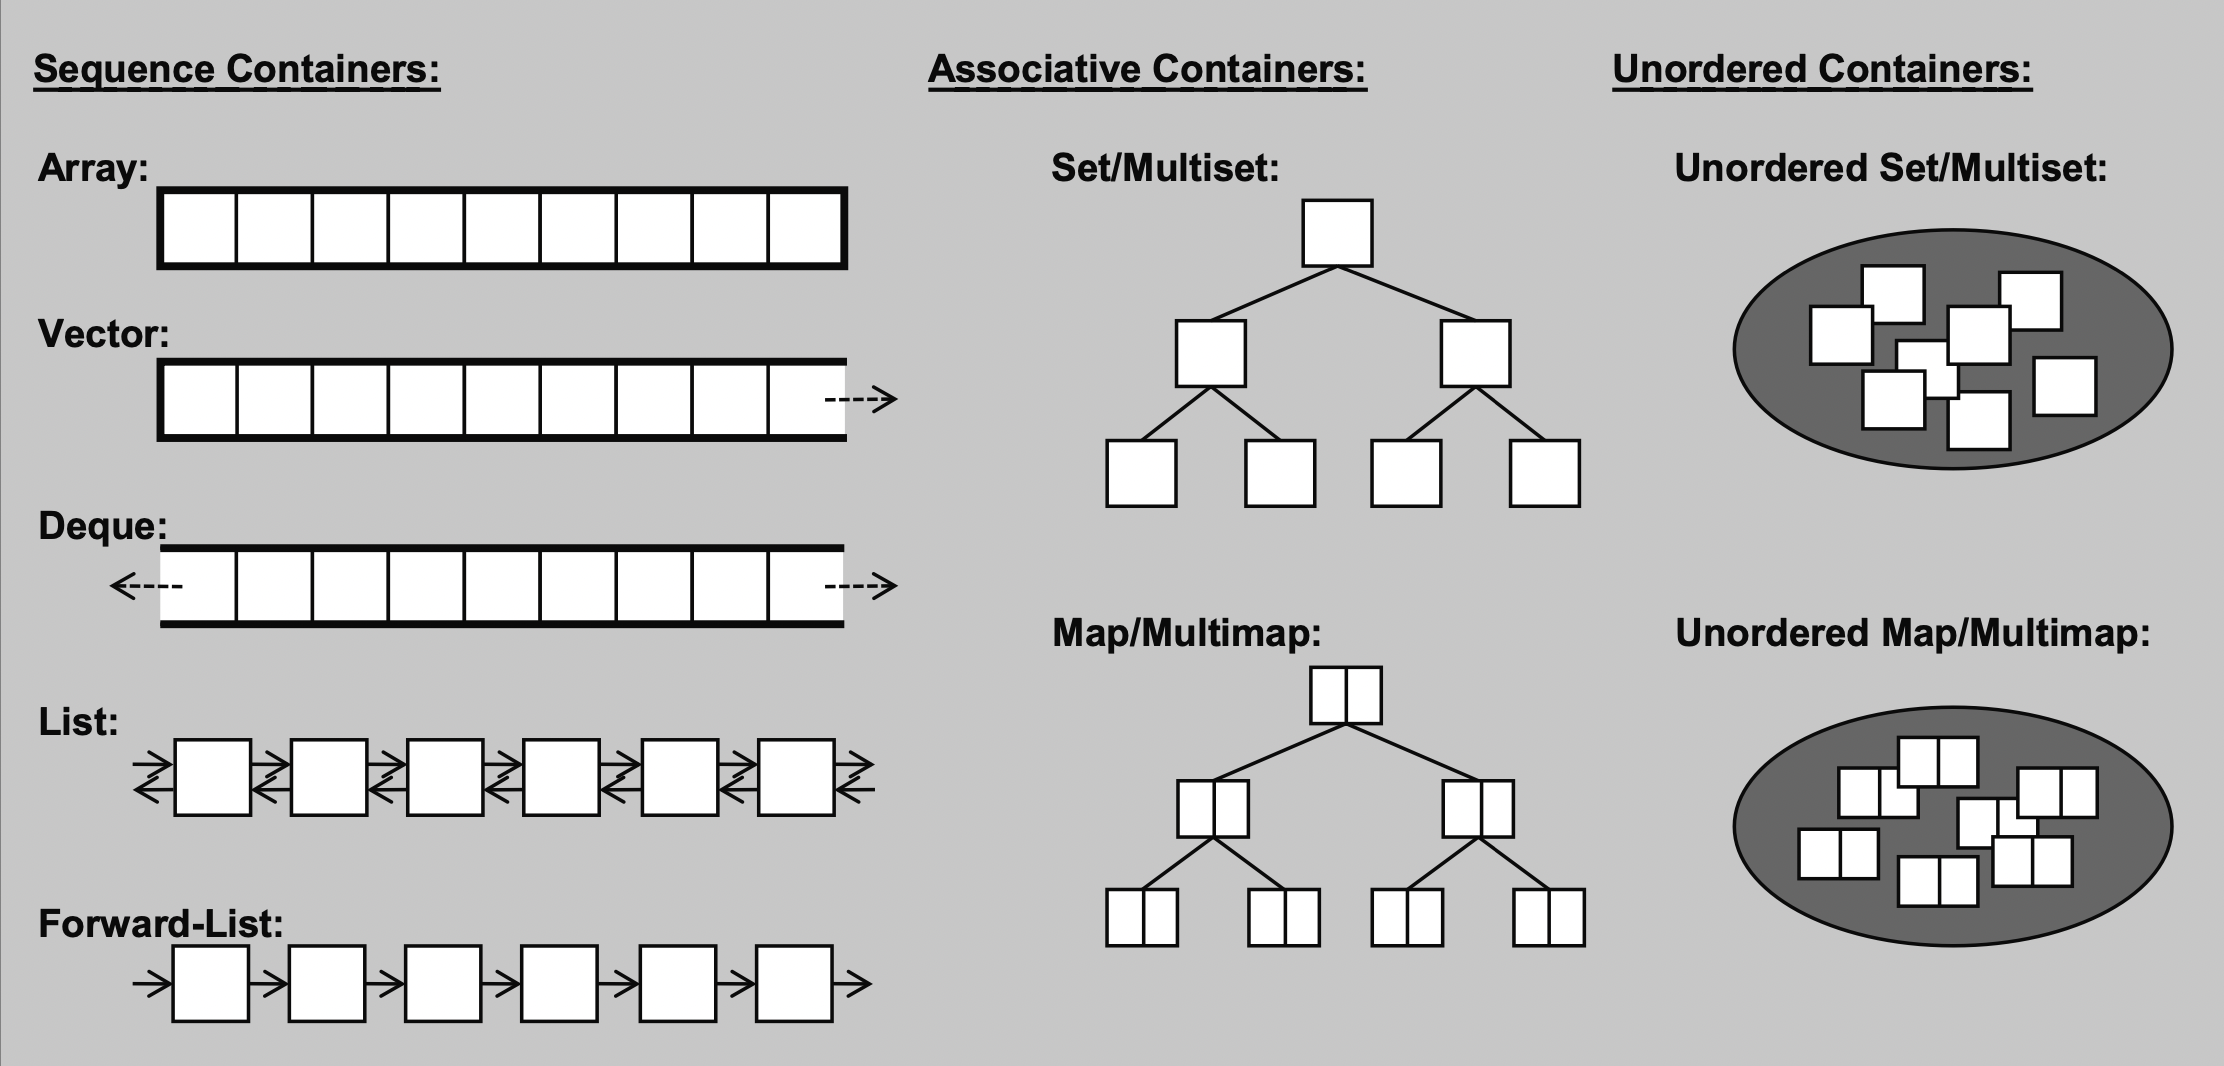 Sequence Containers:
Array:
Vector:
Deque:
List:
Forward-List:
Associative Containers:
Set/Multiset:
Map/Multimap:
Unordered Containers:
Unordered Set/Multiset:
Unordered Map/Multimap: